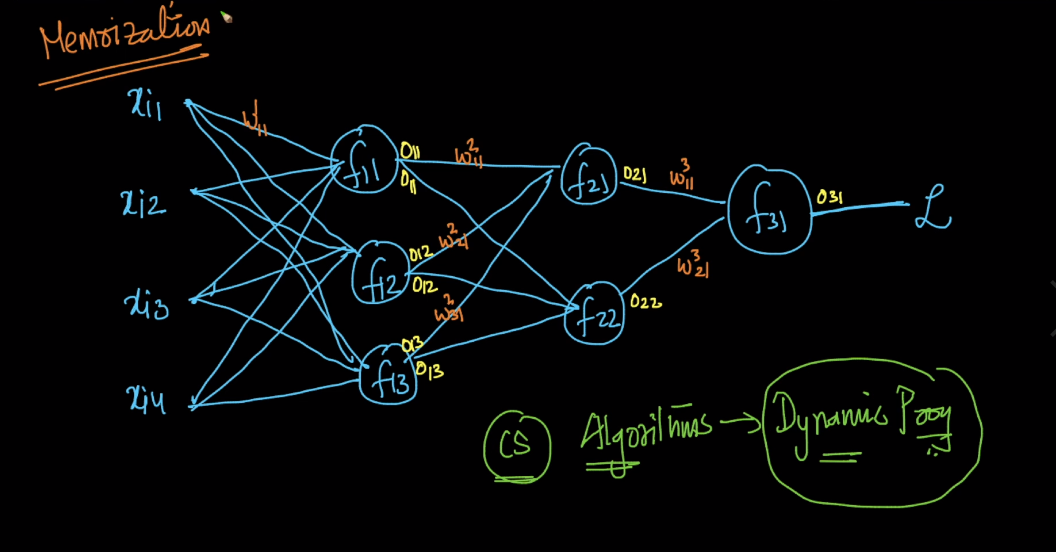 Memoization
xi1
w¹11
f11
O11
O11
w²11
f21
O21
w³11
f31
O31
L
xi2
f12
O12
O12
w²21
w³21
xi3
w²31
f22
O22
f13
O13
O13
xi4
CS Algorithms → Dynamic Prog